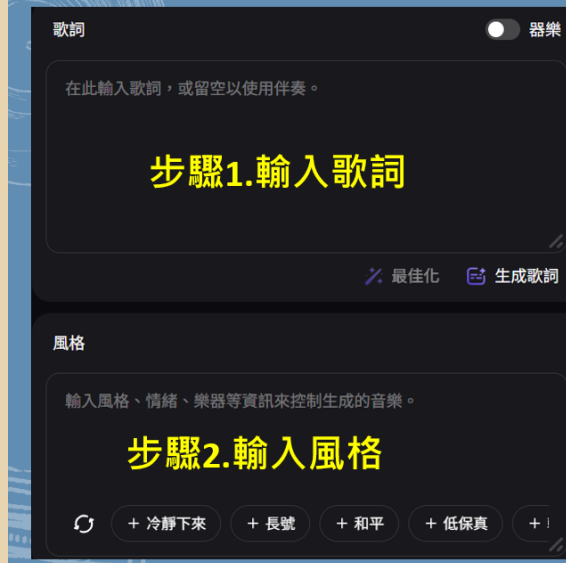 歌詞 器樂
在此輸入歌詞，或留空以使用伴奏。
步驟1.輸入歌詞
最佳化 生成歌詞
風格
輸入風格、情緒、樂器等資訊來控制生成的音樂。
步驟2.輸入風格
+ 冷靜下來 + 長號 + 和平 + 低保真 +